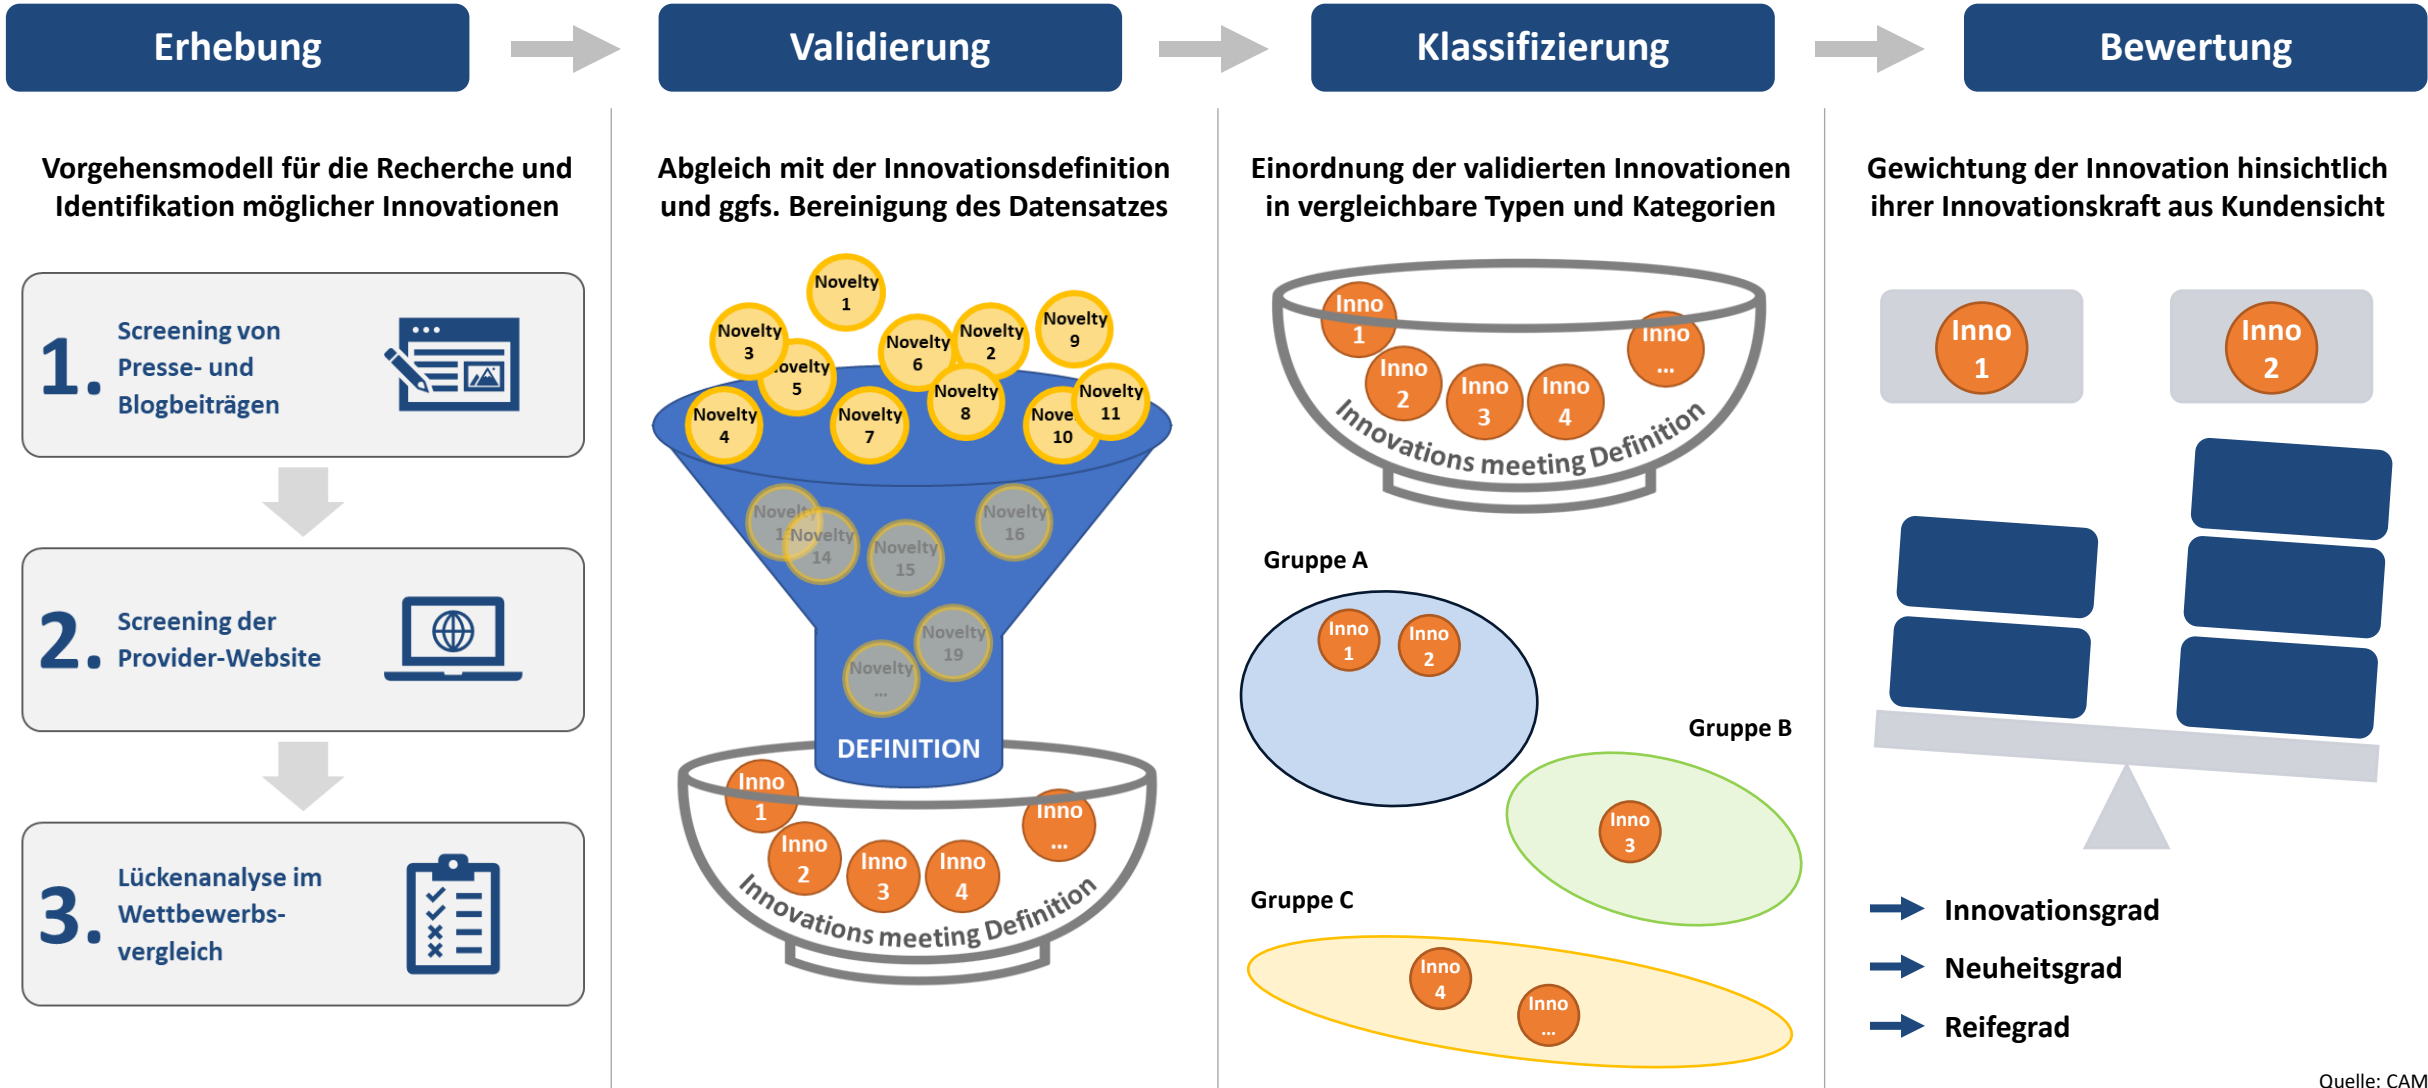 Erhebung
Validierung
Klassifizierung
Bewertung
Vorgehensmodell für die Recherche und
Identifikation möglicher Innovationen
1.
Screening von
Presse- und
Blogbeiträgen
2.
Screening der
Provider-Website
3.
Lückenanalyse im
Wettbewerbs-
vergleich
Abgleich mit der Innovationsdefinition
und ggfs. Bereinigung des Datensatzes
Novelty
1
Novelty
3
ovelty
5
Novelty
6
Novelty
2
Novelty
9
Novelty
4
Novelty
7
Novelty
8
Nove
10
Novelty
11
Novelty
Novelty
14
Novelty
15
Novelty
16
Novelty
19
Novelty
...
DEFINITION
Inno
1
Inno
2
Inno
3
Inno
4
Inno
...
Innovations meeting Definition
Einordnung der validierten Innovationen
in vergleichbare Typen und Kategorien
Inno
1
Inno
2
Inno
3
Inno
4
Inno
...
Innovations meeting Definition
Gruppe A
Inno
1
Inno
2
Gruppe B
Inno
3
Gruppe C
Inno
4
Inno
...
Gewichtung der Innovation hinsichtlich
ihrer Innovationskraft aus Kundensicht
Inno
1
Inno
2
Innovationsgrad
Neuheitsgrad
Reifegrad
Quelle: CAM